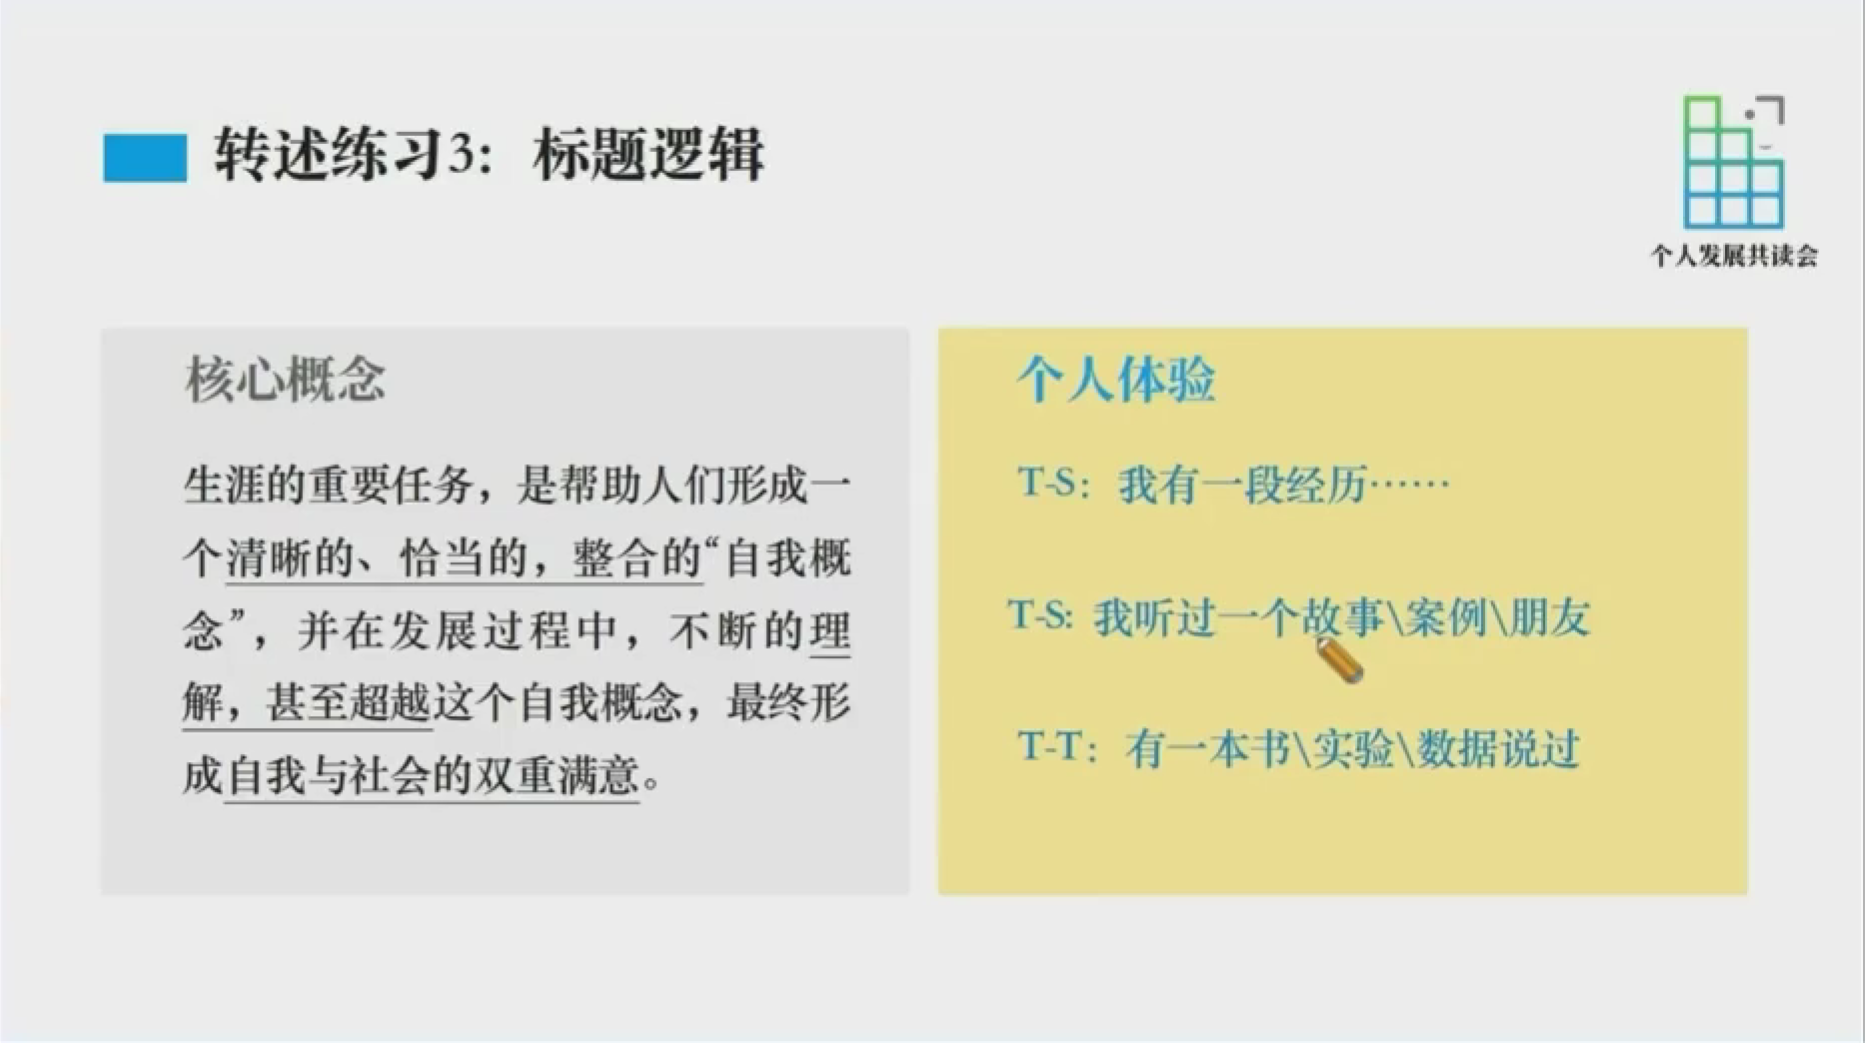 转述练习3：标题逻辑
个人发展共读会
核心概念
生涯的重要任务，是帮助人们形成一
个清晰的、恰当的，整合的“自我概
念”，并在发展过程中，不断的理
解，甚至超越这个自我概念，最终形
成自我与社会的双重满意。
个人体验
T-S：我有一段经历……
T-S: 我听过一个故事\案例\朋友
T-T：有一本书\实验\数据说过